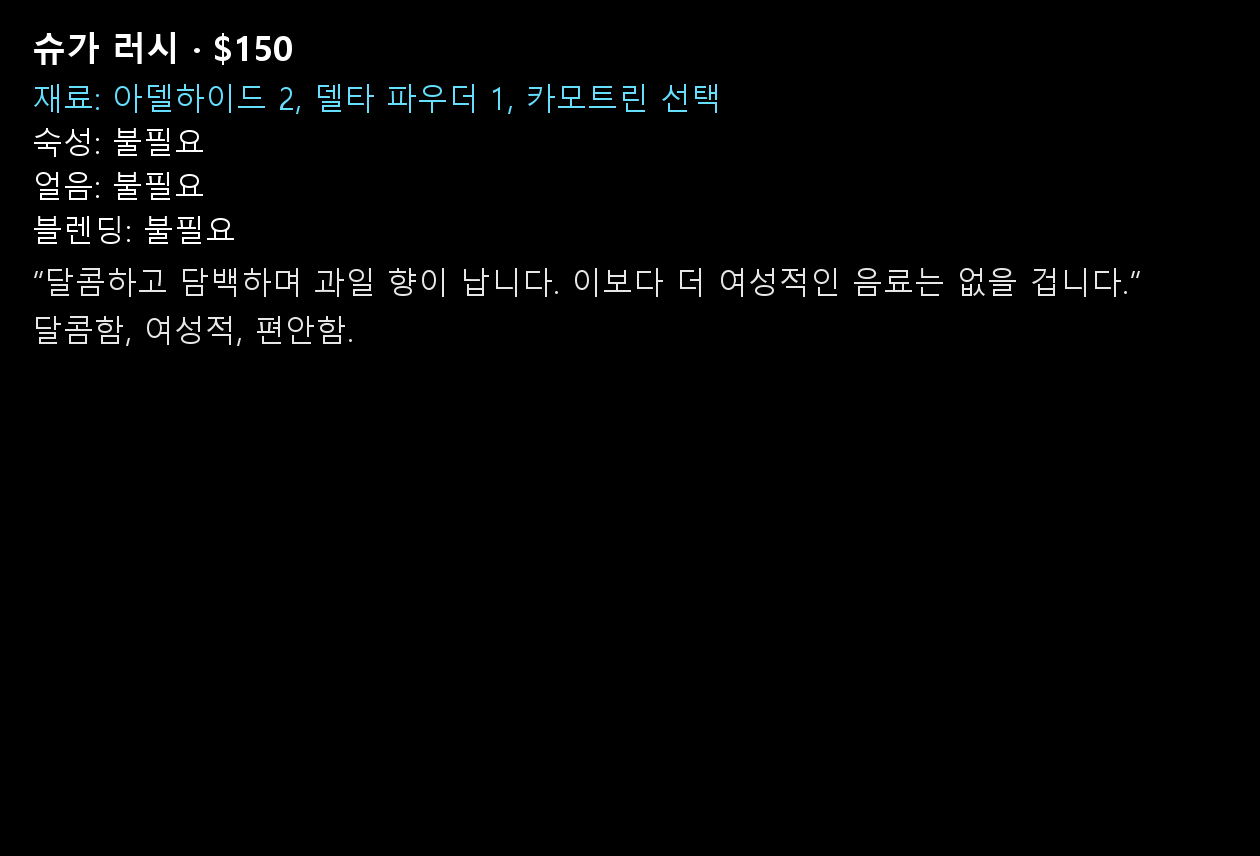 슈가 러시 · $150
재료: 아델하이드 2, 델타 파우더 1, 카모트린 선택
숙성: 불필요
얼음: 불필요
블렌딩: 불필요
“달콤하고 담백하며 과일 향이 납니다. 이보다 더 여성적인 음료는 없을 겁니다.”
달콤함, 여성적, 편안함.